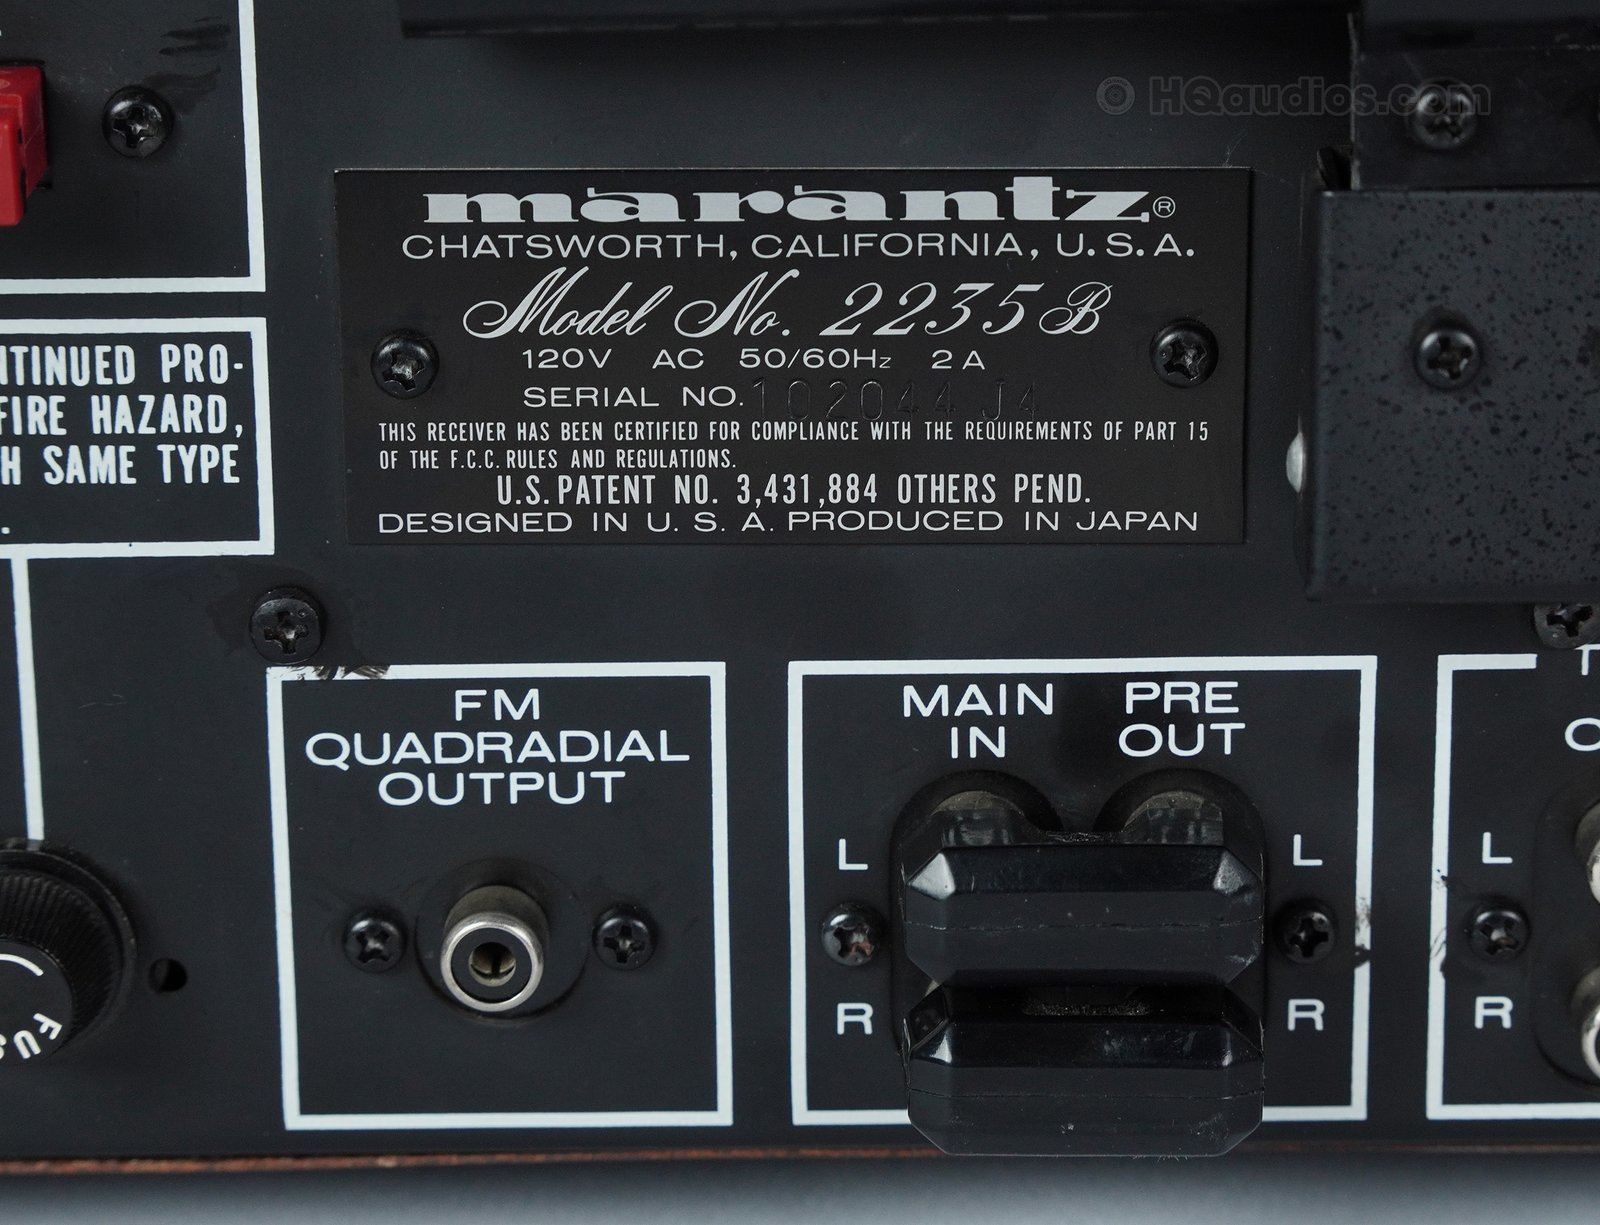 HQaudios.com
marantz®
CHATSWORTH, CALIFORNIA, U.S.A.
Model No. 2235B
120V AC 50/60Hz 2A
SERIAL NO. 102044 J4
THIS RECEIVER HAS BEEN CERTIFIED FOR COMPLIANCE WITH THE REQUIREMENTS OF PART 15
OF THE F.C.C. RULES AND REGULATIONS.
U.S. PATENT NO. 3,431,884 OTHERS PEND.
DESIGNED IN U.S.A. PRODUCED IN JAPAN
NTINUED PRO-
FIRE HAZARD,
H SAME TYPE
.
FM
QUADRADIAL
OUTPUT
MAIN
IN
PRE
OUT
L
L
R
R
L
R
FUS